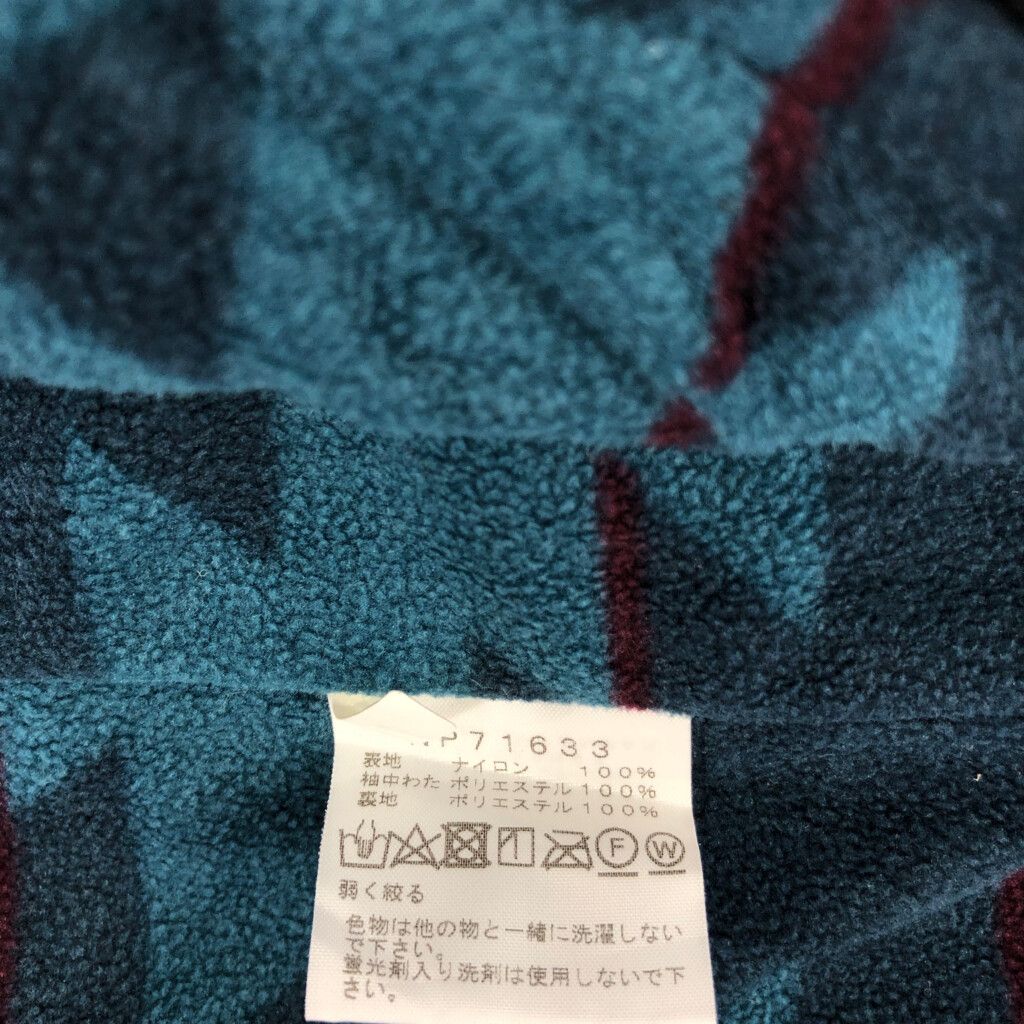 NP71633
表地 ナイロン 100%
袖中わた ポリエステル 100%
裏地 ポリエステル 100%
F W
弱く絞る
色物は他の物と一緒に洗濯しない
で下さい。
蛍光剤入り洗剤は使用しないで下
さい。